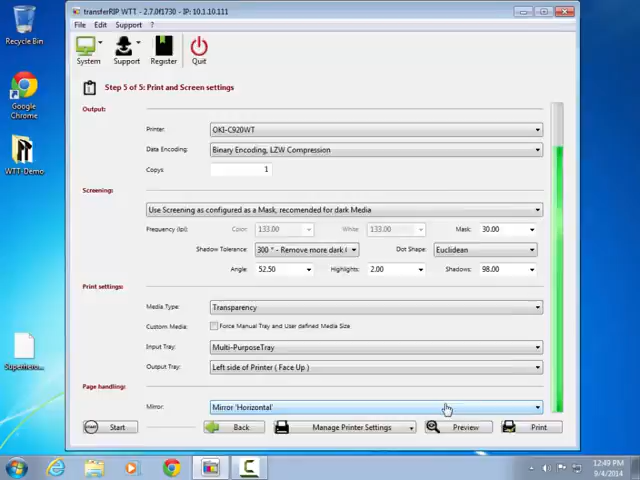 transferRIP WTT - 2.7.0f1730 - IP: 10.1.10.111
File Edit Support ?
System Support Register Quit
Recycle Bin
Google Chrome
WTT-Demo
Superhero...
Step 5 of 5: Print and Screen settings
Output:
Printer: OKI-C920WT
Data Encoding: Binary Encoding, LZW Compression
Copys: 1
Screening:
Use Screening as configured as a Mask, recomended for dark Media
Frequency (lpi) Color: 133.00 White: 133.00 Mask: 30.00
Shadow Tolerance: 300 * - Remove more dark Dot Shape: Euclidean
Angle: 52.50 Highlights: 2.00 Shadows: 98.00
Print settings:
Media Type: Transparency
Custom Media: Force Manual Tray and User defined Media Size
Input Tray: Multi-PurposeTray
Output Tray: Left side of Printer ( Face Up )
Page handling:
Mirror: Mirror 'Horizontal'
START Start Back Manage Printer Settings Preview Print
12:49 PM
9/4/2014